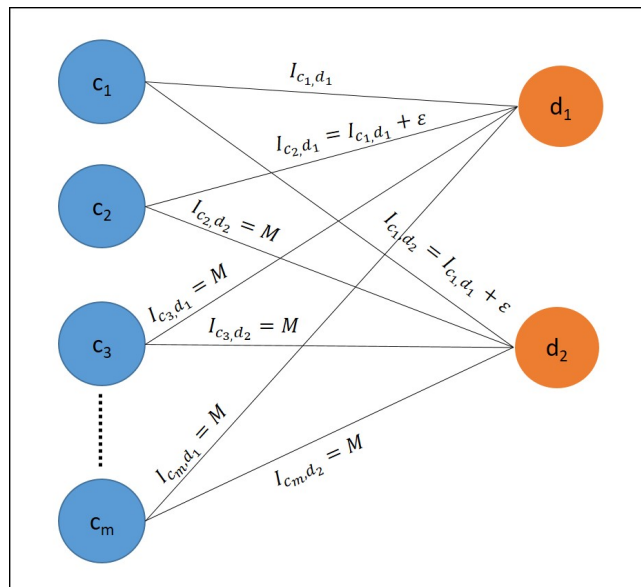 c₁
I_{c₁,d₁}
d₁
I_{c₂,d₁} = I_{c₁,d₁} + ε
c₂
I_{c₂,d₂} = M
I_{c₁,d₂} = I_{c₁,d₁} + ε
I_{c₃,d₁} = M
c₃
I_{c₃,d₂} = M
d₂
I_{cₘ,d₁} = M
I_{cₘ,d₂} = M
cₘ